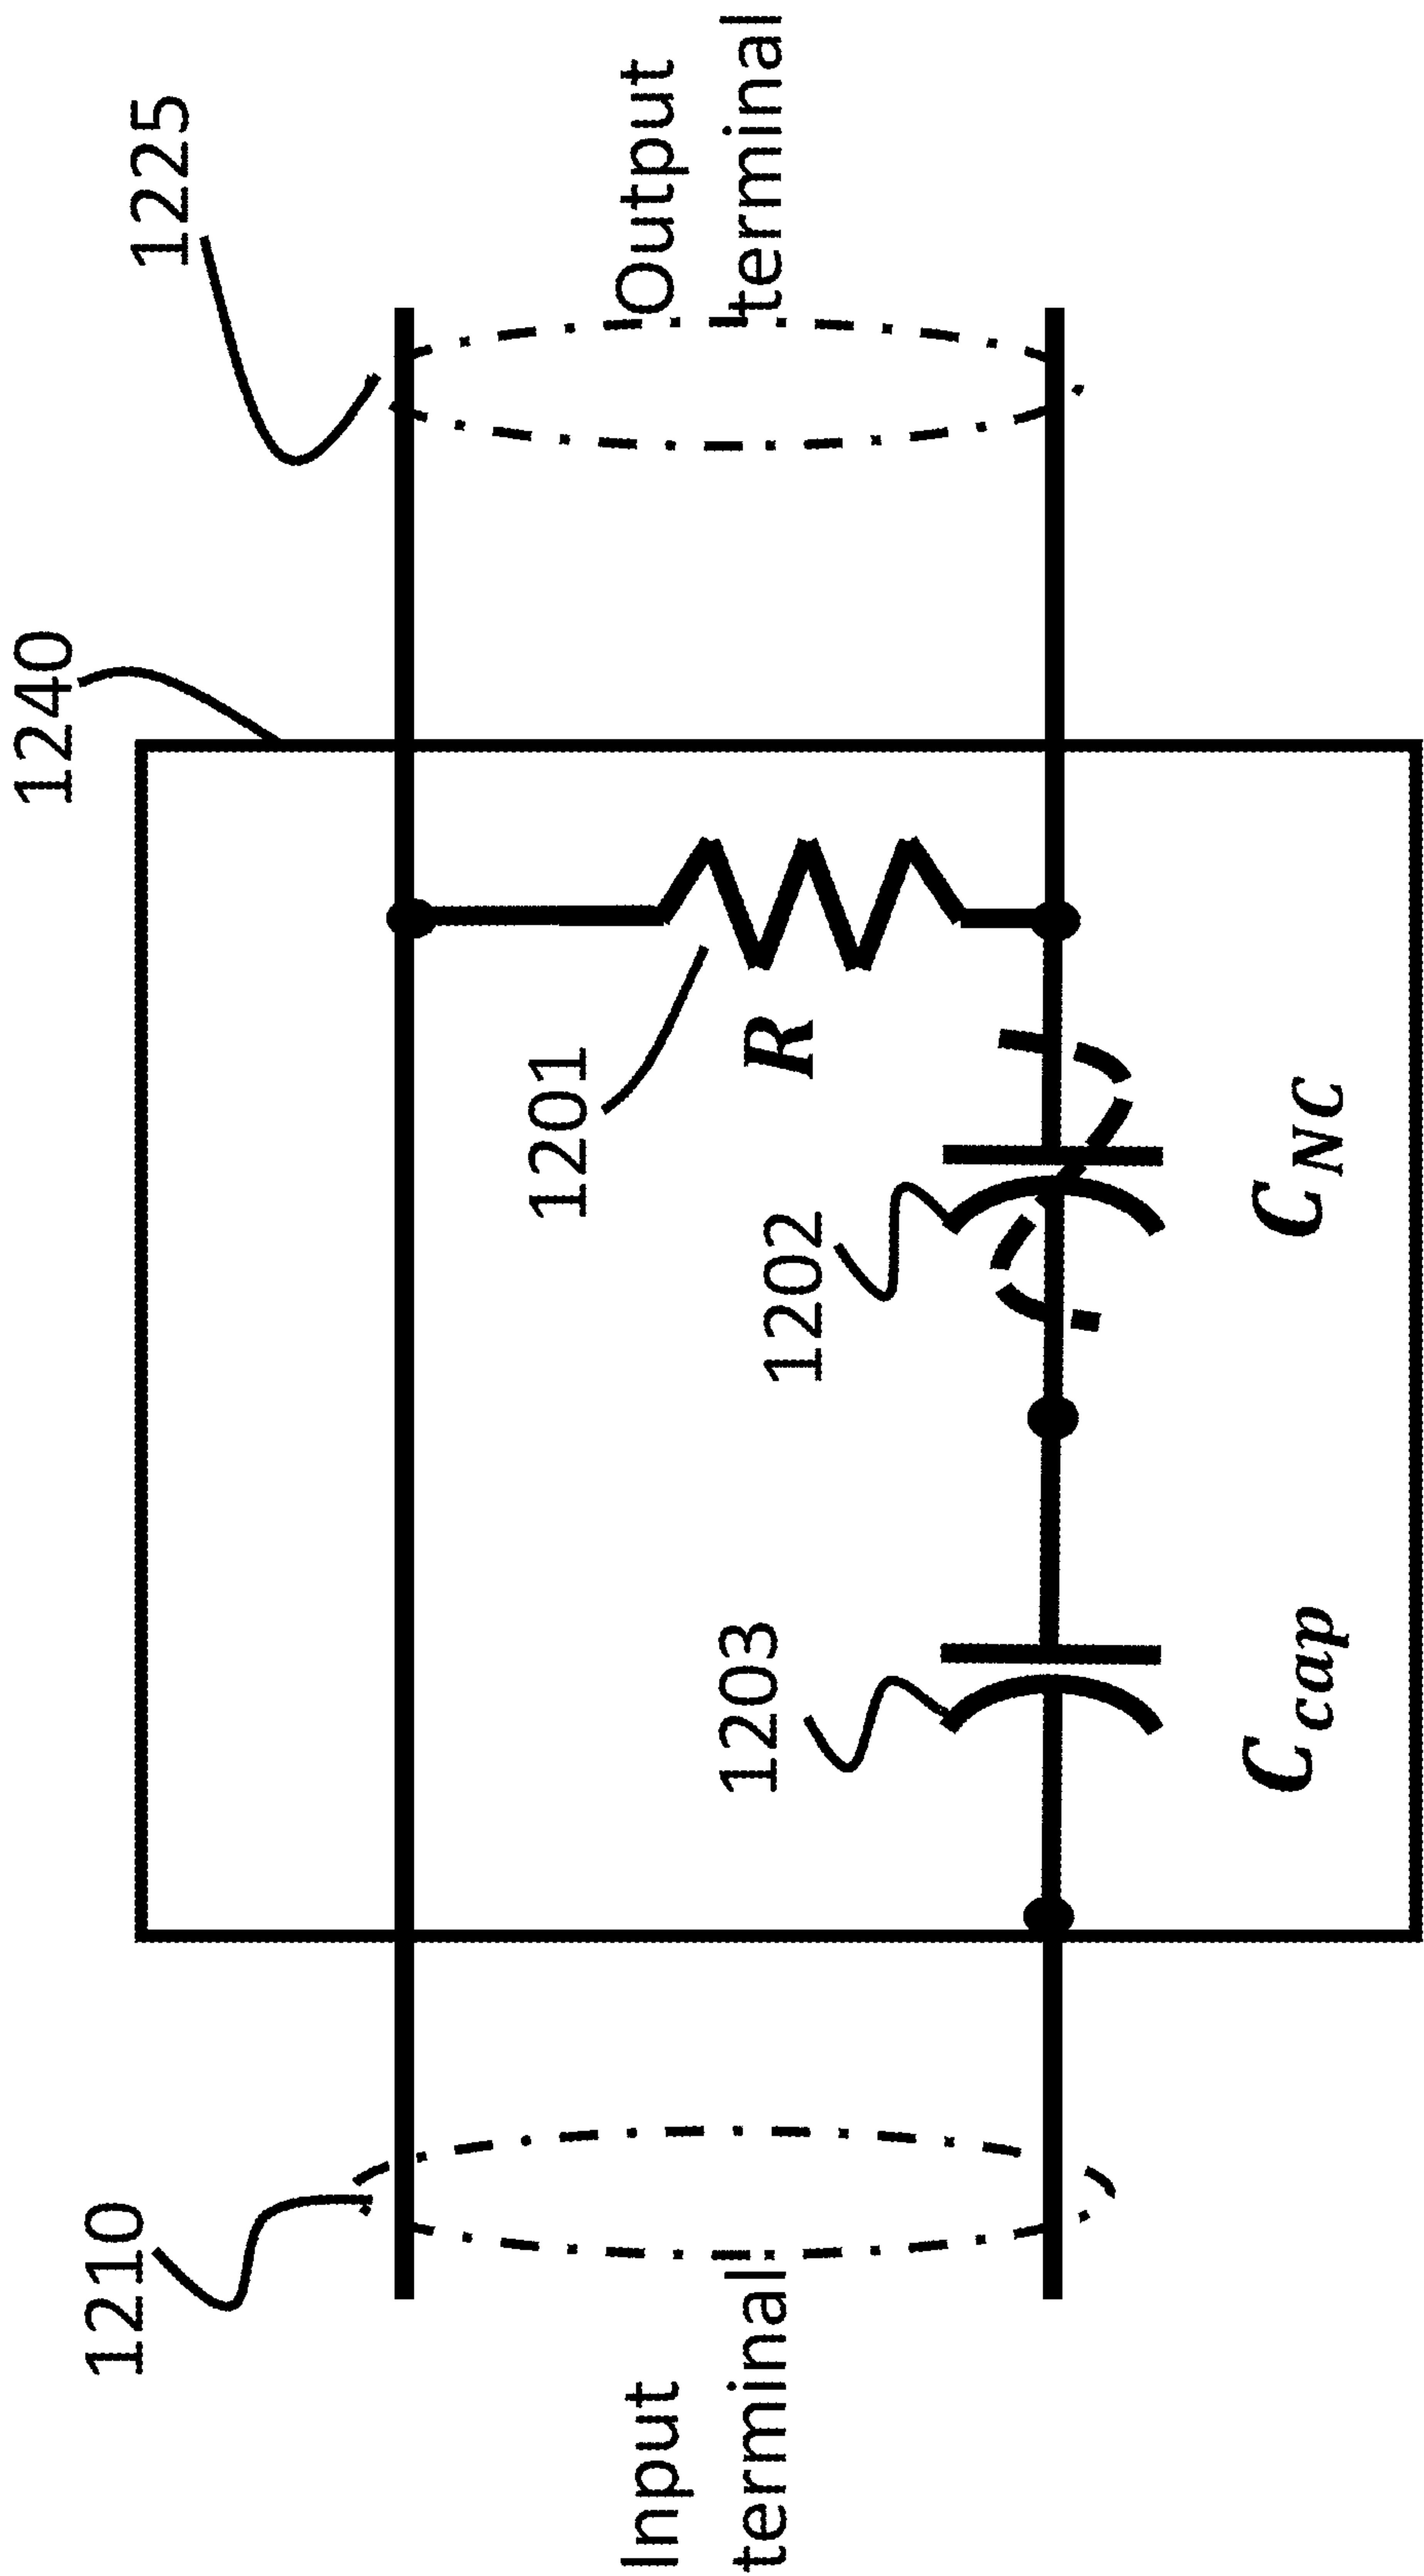 1240
1225
1210
Input
terminal
Output
terminal
1201
R
1203
1202
C_cap
C_NC